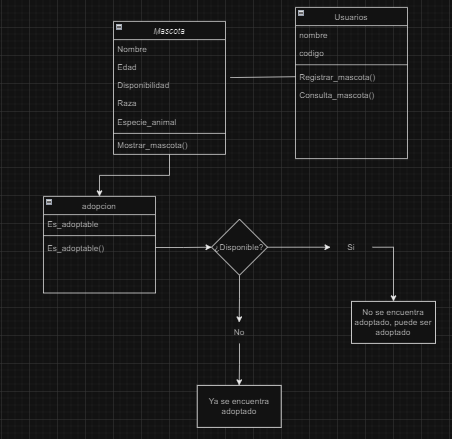 Mascota
Nombre
Edad
Disponibilidad
Raza
Especie_animal
Mostrar_mascota()
Usuarios
nombre
codigo
Registrar_mascota()
Consulta_mascota()
adopcion
Es_adoptable
Es_adoptable()
¿Disponible?
Si
No se encuentra
adoptado, puede ser
adoptado
No
Ya se encuentra
adoptado